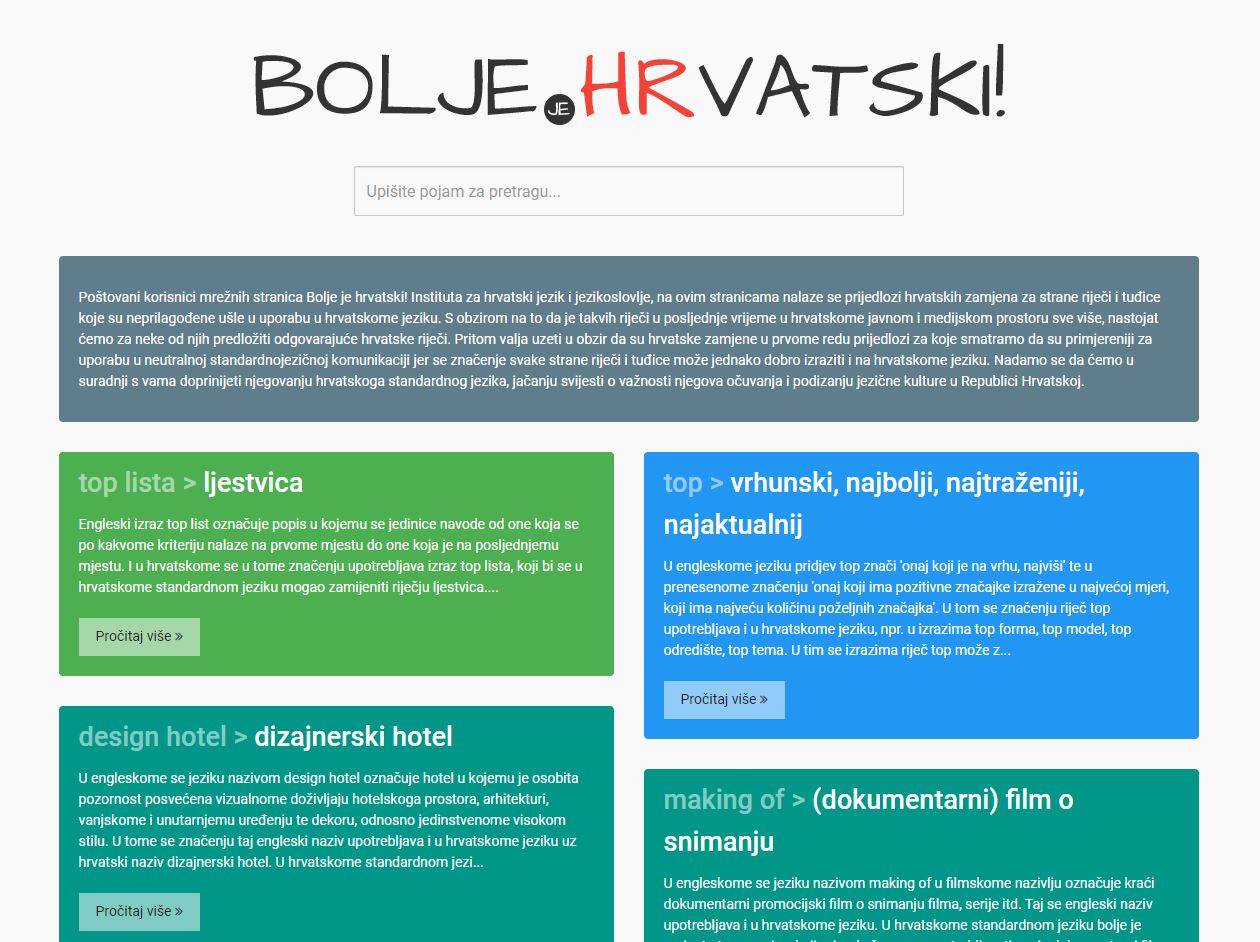 BOLJE JE HRVATSKI!
Upišite pojam za pretragu...
Poštovani korisnici mrežnih stranica Bolje je hrvatski! Instituta za hrvatski jezik i jezikoslovlje, na ovim stranicama nalaze se prijedlozi hrvatskih zamjena za strane riječi i tuđice
koje su neprilagođene ušle u uporabu u hrvatskome jeziku. S obzirom na to da je takvih riječi u posljednje vrijeme u hrvatskome javnom i medijskom prostoru sve više, nastojat
ćemo za neke od njih predložiti odgovarajuće hrvatske riječi. Pritom valja uzeti u obzir da su hrvatske zamjene u prvome redu prijedlozi za koje smatramo da su primjereniji za
uporabu u neutralnoj standardnojezičnoj komunikaciji jer se značenje svake strane riječi i tuđice može jednako dobro izraziti i na hrvatskome jeziku. Nadamo se da ćemo u
suradnji s vama doprinijeti njegovanju hrvatskoga standardnog jezika, jačanju svijesti o važnosti njegova očuvanja i podizanju jezične kulture u Republici Hrvatskoj.
top lista > ljestvica
Engleski izraz top list označuje popis u kojemu se jedinice navode od one koja se
po kakvome kriteriju nalaze na prvome mjestu do one koja je na posljednjemu
mjestu. I u hrvatskome se u tome značenju upotrebljava izraz top lista, koji bi se u
hrvatskome standardnom jeziku mogao zamijeniti riječju ljestvica....
Pročitaj više »
design hotel > dizajnerski hotel
U engleskome se jeziku nazivom design hotel označuje hotel u kojemu je osobita
pozornost posvećena vizualnome doživljaju hotelskoga prostora, arhitekturi,
vanjskome i unutarnjemu uređenju te dekoru, odnosno jedinstvenome visokom
stilu. U tome se značenju taj engleski naziv upotrebljava i u hrvatskome jeziku uz
hrvatski naziv dizajnerski hotel. U hrvatskome standardnom jezi...
Pročitaj više »
top > vrhunski, najbolji, najtraženiji,
najaktualnij
U engleskome jeziku pridjev top znači 'onaj koji je na vrhu, najviši' te u
prenesenome značenju 'onaj koji ima pozitivne značajke izražene u najvećoj mjeri,
koji ima najveću količinu poželjnih značajka'. U tom se značenju riječ top
upotrebljava i u hrvatskome jeziku, npr. u izrazima top forma, top model, top
odredište, top tema. U tim se izrazima riječ top može z...
Pročitaj više »
making of > (dokumentarni) film o
snimanju
U engleskome se jeziku nazivom making of u filmskome nazivlju označuje kraći
dokumentarni promocijski film o snimanju filma, serije itd. Taj se engleski naziv
upotrebljava i u hrvatskome jeziku. U hrvatskome standardnom jeziku bolje je